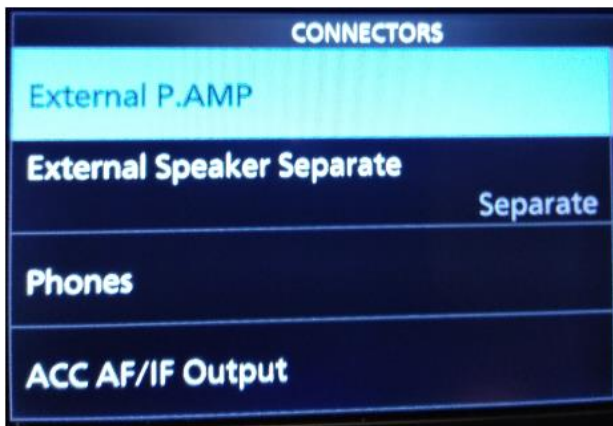 CONNECTORS
External P.AMP
External Speaker Separate
Separate
Phones
ACC AF/IF Output